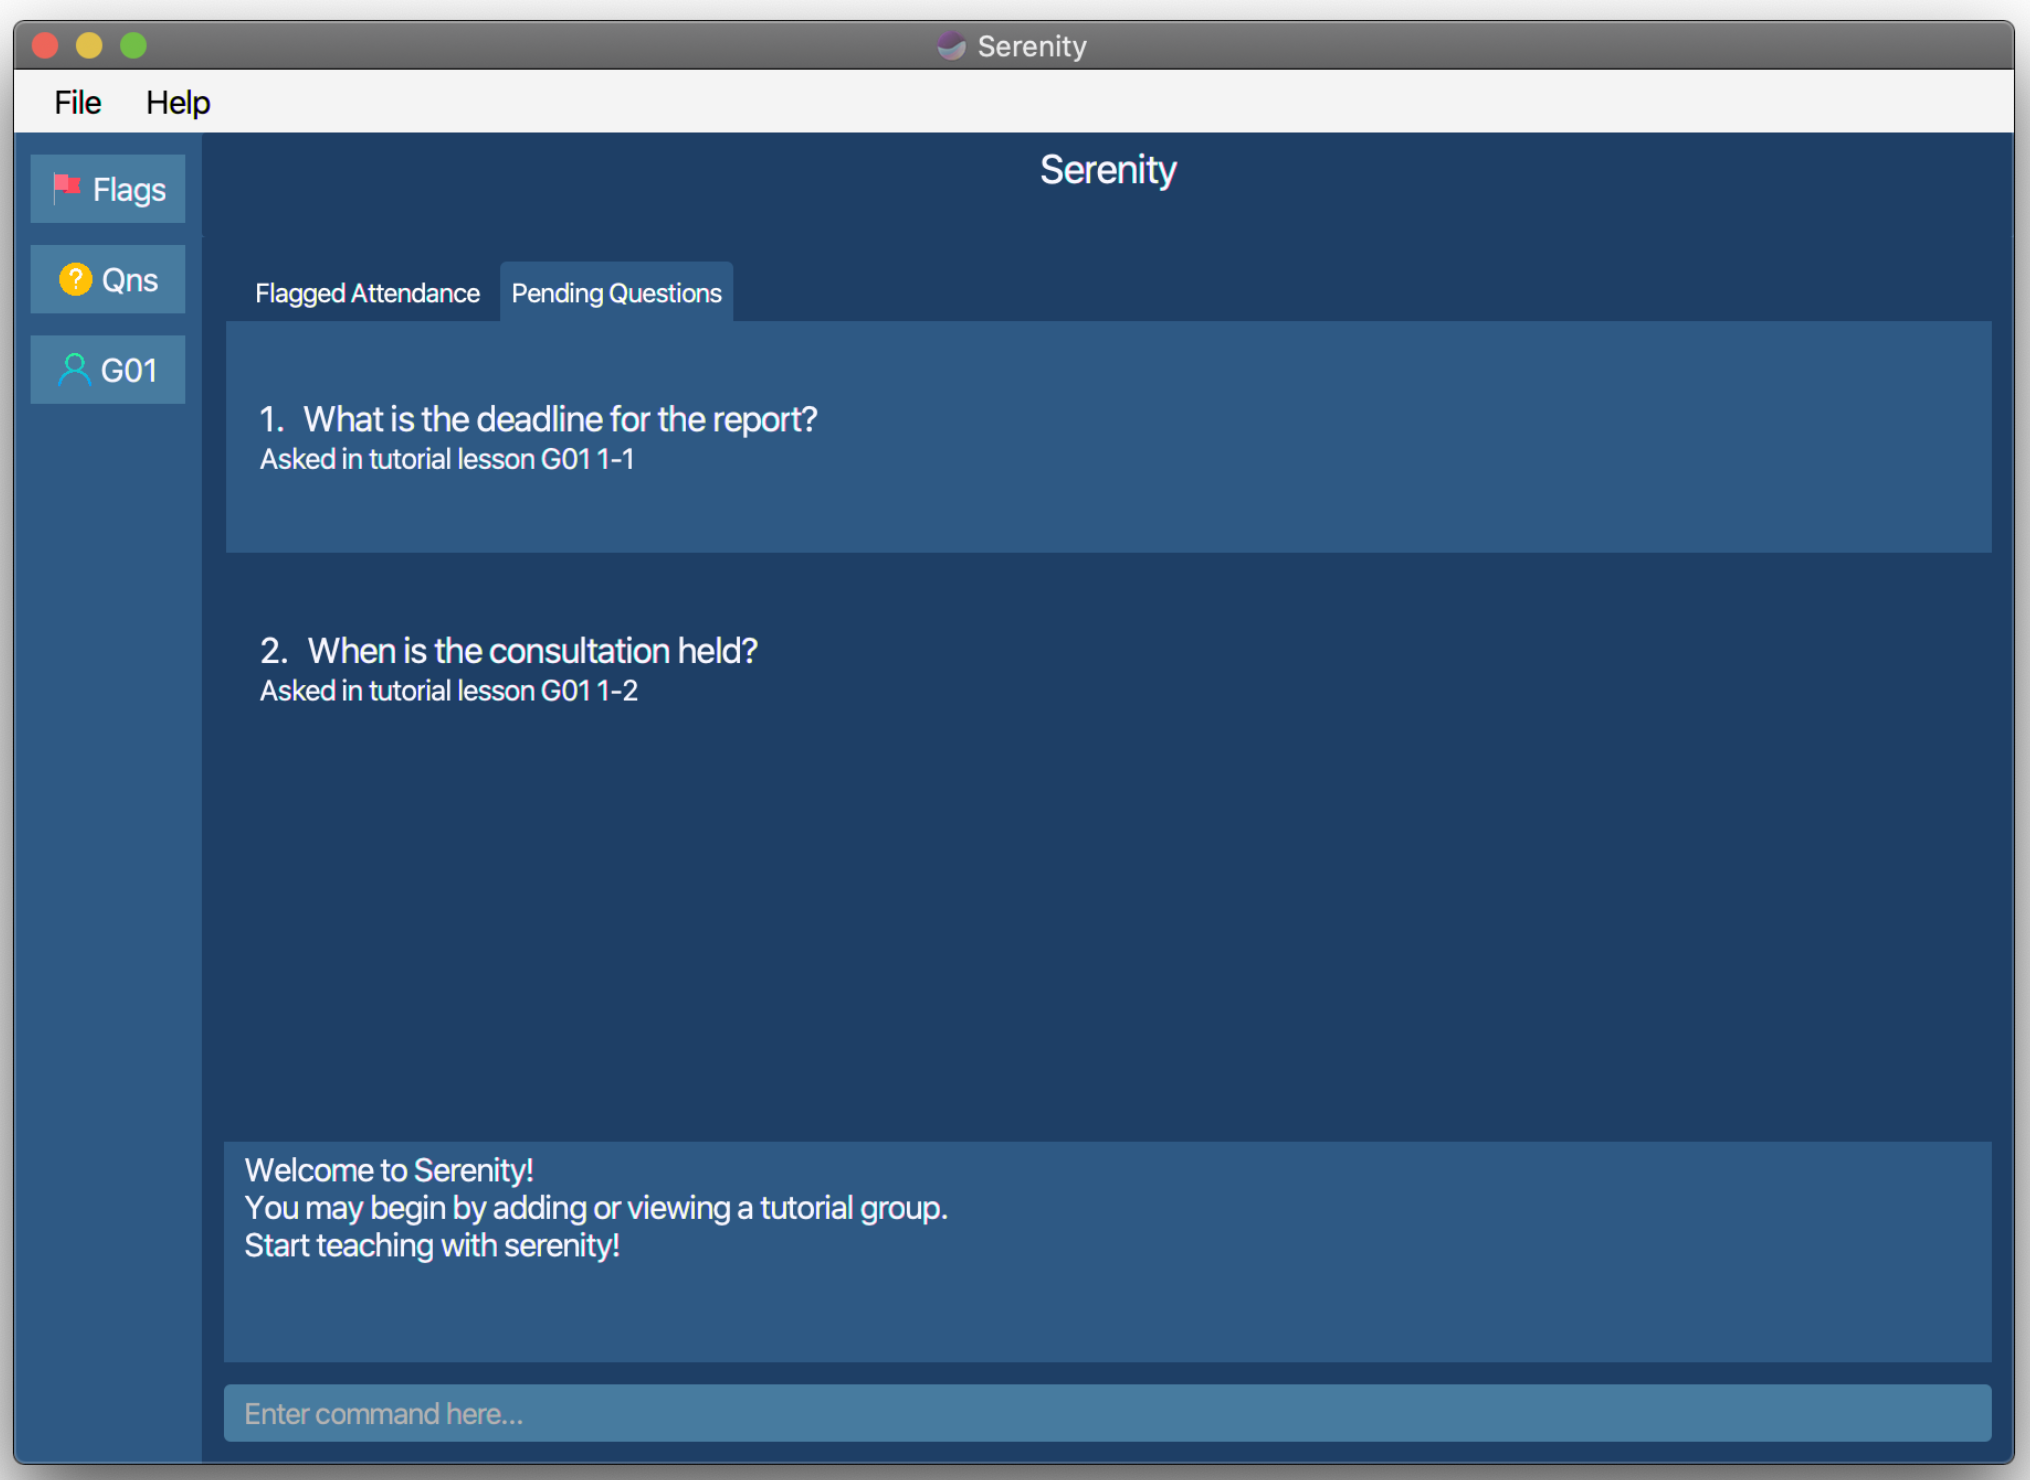 Serenity
File Help
Flags
Qns
G01
Serenity
Flagged Attendance Pending Questions
1. What is the deadline for the report?
Asked in tutorial lesson G01 1-1
2. When is the consultation held?
Asked in tutorial lesson G01 1-2
Welcome to Serenity!
You may begin by adding or viewing a tutorial group.
Start teaching with serenity!
Enter command here...